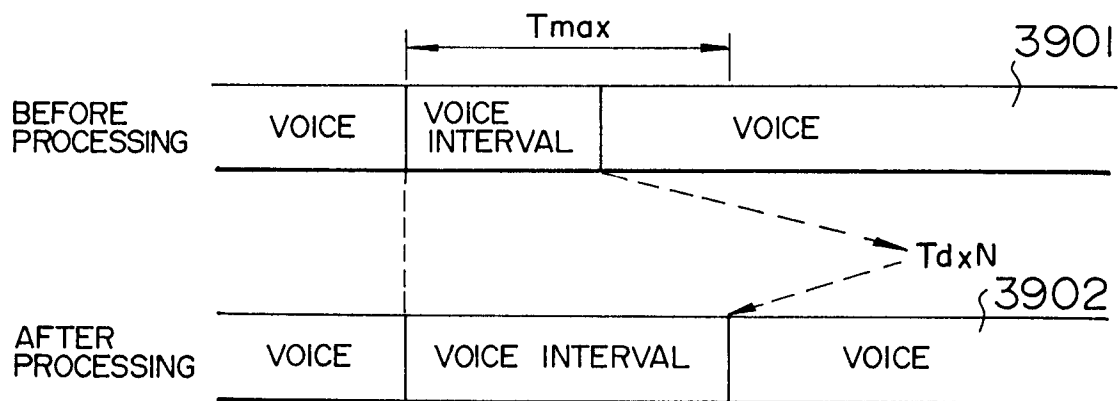 Tmax
3901
BEFORE
PROCESSING
VOICE
VOICE
INTERVAL
VOICE
TdxN
3902
AFTER
PROCESSING
VOICE
VOICE INTERVAL
VOICE